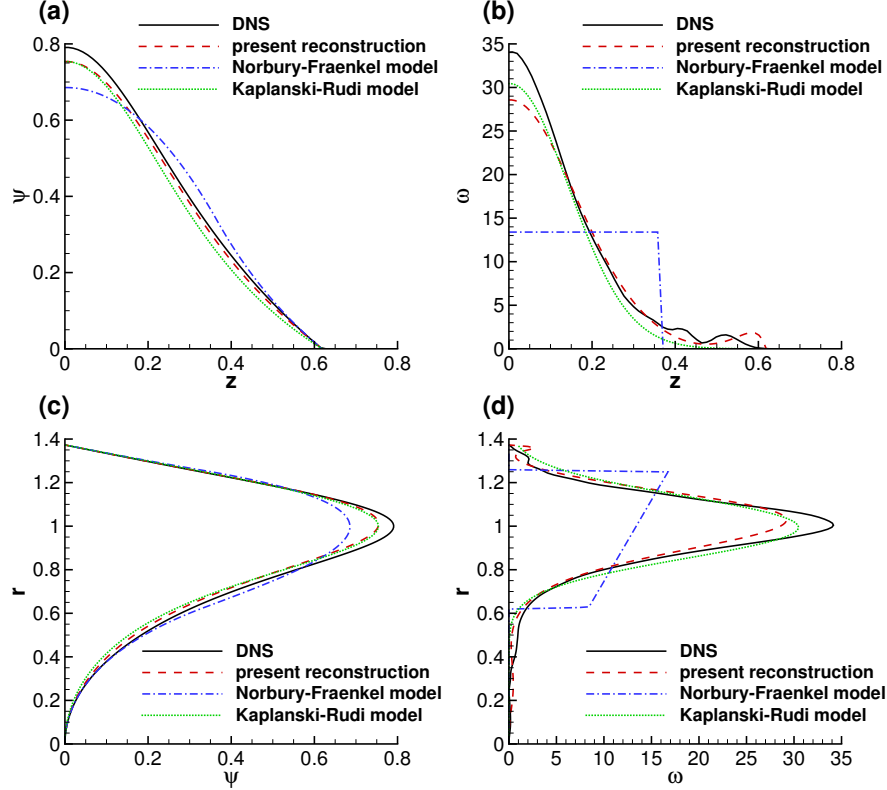 (a)
DNS
present reconstruction
Norbury-Fraenkel model
Kaplanski-Rudi model
0.8
0.6
0.4
0.2
0
ψ
0 0.2 0.4 0.6 0.8
z
(b)
DNS
present reconstruction
Norbury-Fraenkel model
Kaplanski-Rudi model
35
30
25
20
15
10
5
0
ω
0 0.2 0.4 0.6 0.8
z
(c)
1.4
1.2
1
0.8
0.6
0.4
0.2
0
r
DNS
present reconstruction
Norbury-Fraenkel model
Kaplanski-Rudi model
0 0.2 0.4 0.6 0.8
ψ
(d)
1.4
1.2
1
0.8
0.6
0.4
0.2
0
r
DNS
present reconstruction
Norbury-Fraenkel model
Kaplanski-Rudi model
0 5 10 15 20 25 30 35
ω